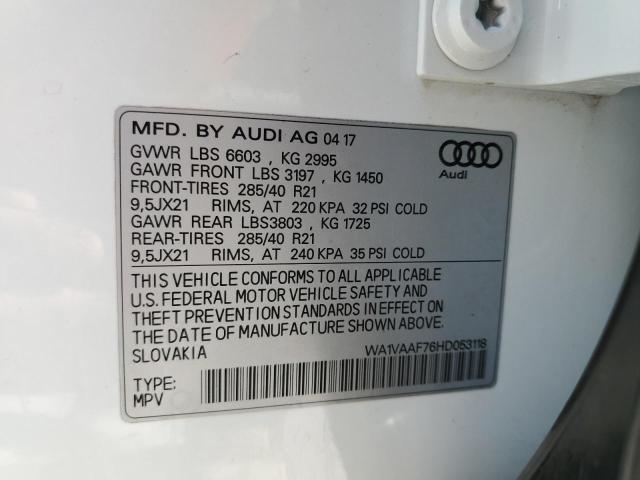 MFD. BY AUDI AG 04 17
GVWR LBS 6603 , KG 2995
GAWR FRONT LBS 3197 , KG 1450
FRONT-TIRES 285/40 R21
9,5JX21 RIMS, AT 220 KPA 32 PSI COLD
GAWR REAR LBS3803 , KG 1725
REAR-TIRES 285/40 R21
9,5JX21 RIMS, AT 240 KPA 35 PSI COLD
Audi
THIS VEHICLE CONFORMS TO ALL APPLICABLE
U.S. FEDERAL MOTOR VEHICLE SAFETY AND
THEFT PREVENTION STANDARDS IN EFFECT ON
THE DATE OF MANUFACTURE SHOWN ABOVE.
SLOVAKIA
WA1VAAF76HD053118
TYPE:
MPV